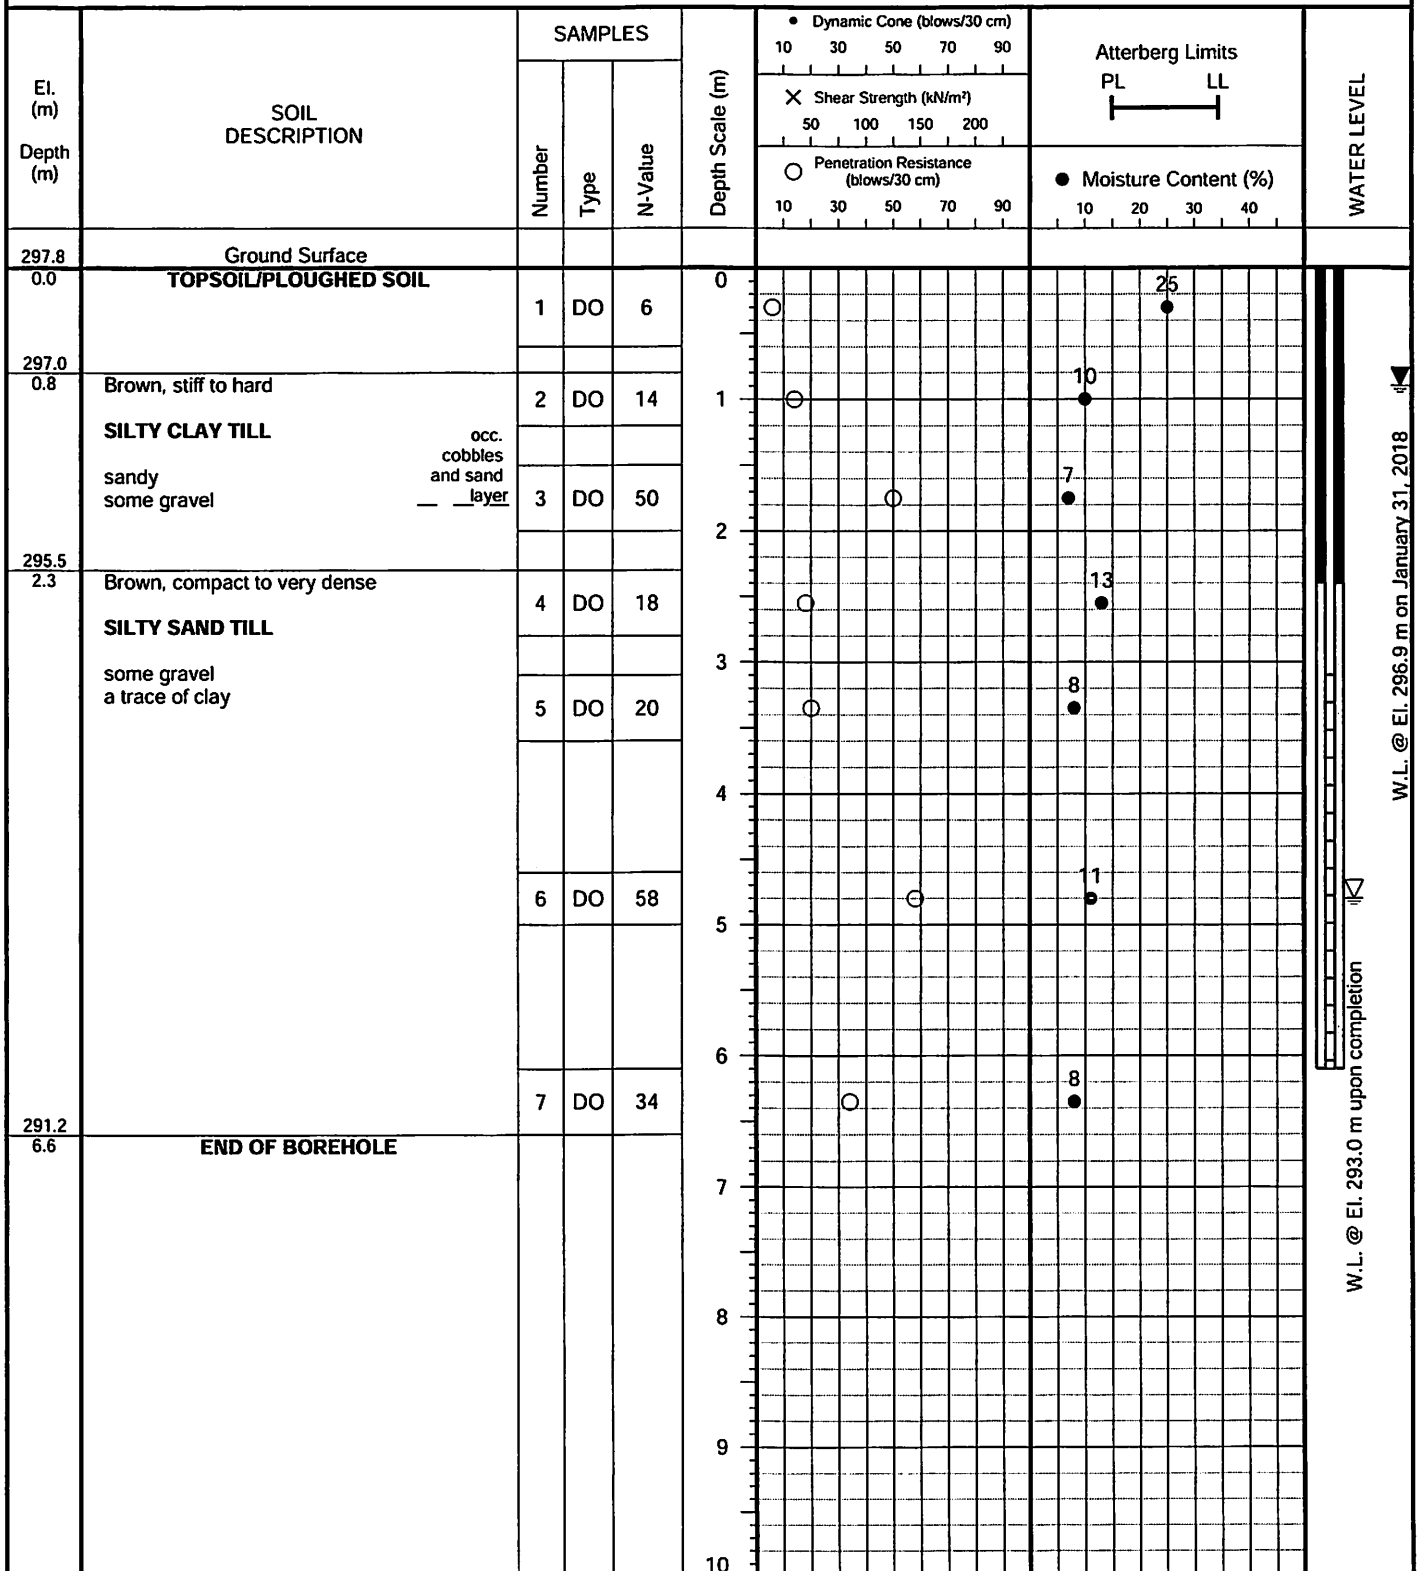 El.
(m)
Depth
(m)
SOIL
DESCRIPTION
SAMPLES
Number
Type
N-Value
Depth Scale (m)
• Dynamic Cone (blows/30 cm)
10 30 50 70 90
✕ Shear Strength (kN/m²)
50 100 150 200
○ Penetration Resistance
(blows/30 cm)
10 30 50 70 90
Atterberg Limits
PL LL
● Moisture Content (%)
10 20 30 40
WATER LEVEL
297.8 Ground Surface
0.0 TOPSOIL/PLOUGHED SOIL 0
25
1 DO 6
297.0
0.8 Brown, stiff to hard
10
2 DO 14 1
SILTY CLAY TILL
occ.
cobbles
and sand
layer
sandy
some gravel
7
3 DO 50
2
295.5
2.3 Brown, compact to very dense
13
4 DO 18
SILTY SAND TILL
3
some gravel
a trace of clay
8
5 DO 20
4
11
6 DO 58
5
6
8
7 DO 34
291.2
6.6 END OF BOREHOLE
7
8
9
10
W.L. @ El. 296.9 m on January 31, 2018
W.L. @ El. 293.0 m upon completion